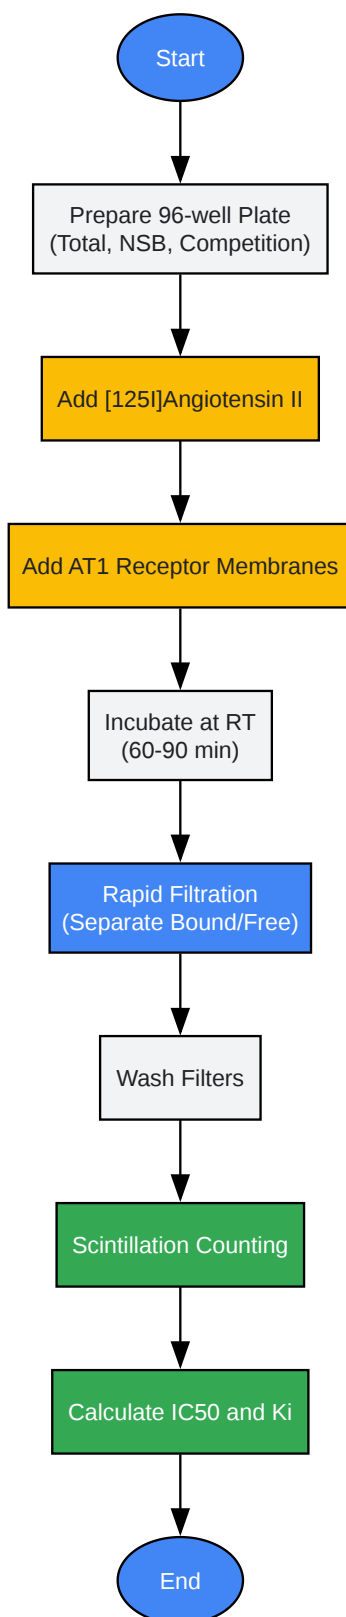 Start
Prepare 96-well Plate
(Total, NSB, Competition)
Add [125I]Angiotensin II
Add AT1 Receptor Membranes
Incubate at RT
(60-90 min)
Rapid Filtration
(Separate Bound/Free)
Wash Filters
Scintillation Counting
Calculate IC50 and Ki
End